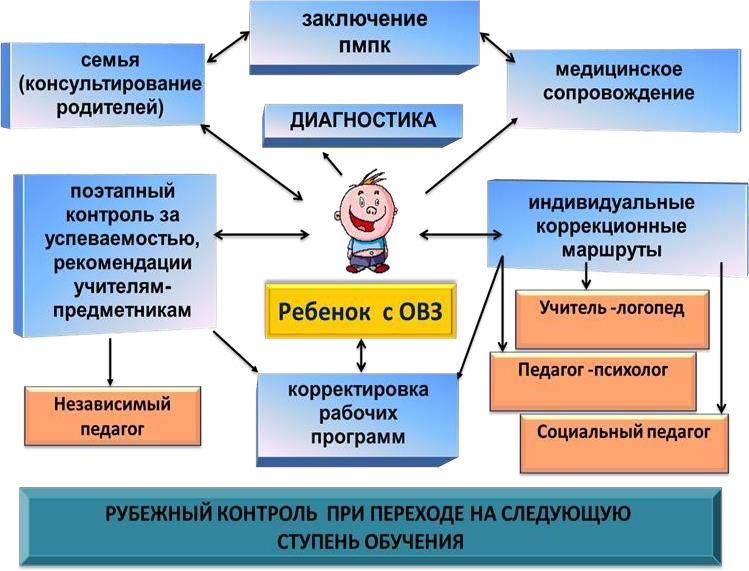 заключение
пмпк
семья
(консультирование
родителей)
медицинское
сопровождение
ДИАГНОСТИКА
поэтапный
контроль за
успеваемостью,
рекомендации
учителям-
предметникам
индивидуальные
коррекционные
маршруты
Ребенок с ОВЗ
Учитель -логопед
Педагог -психолог
Социальный педагог
Независимый
педагог
корректировка
рабочих
программ
РУБЕЖНЫЙ КОНТРОЛЬ ПРИ ПЕРЕХОДЕ НА СЛЕДУЮЩУЮ
СТУПЕНЬ ОБУЧЕНИЯ